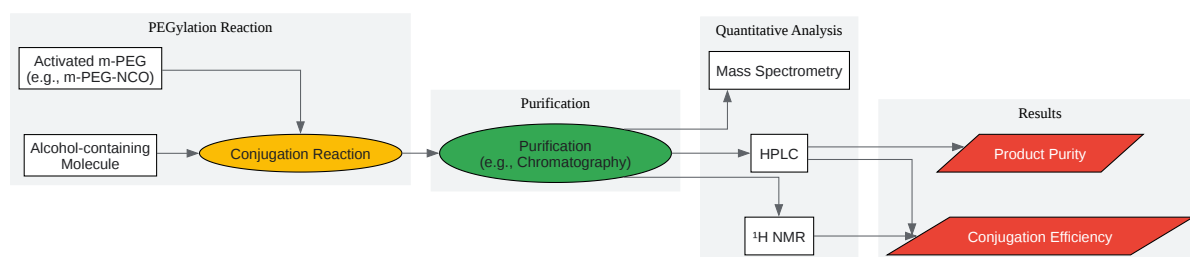 PEGylation Reaction
Activated m-PEG
(e.g., m-PEG-NCO)
Alcohol-containing
Molecule
Conjugation Reaction
Purification
Purification
(e.g., Chromatography)
Quantitative Analysis
Mass Spectrometry
HPLC
¹H NMR
Results
Product Purity
Conjugation Efficiency